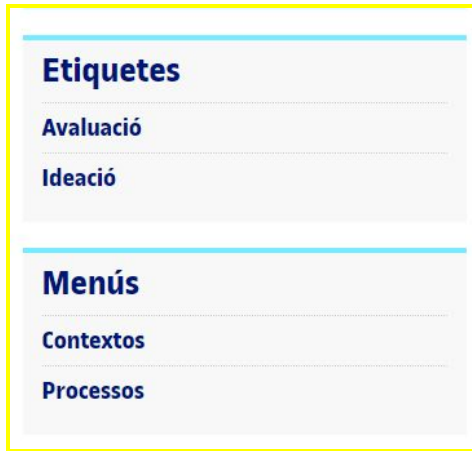 Etiquetes
Avaluació
Ideació
Menús
Contextos
Processos